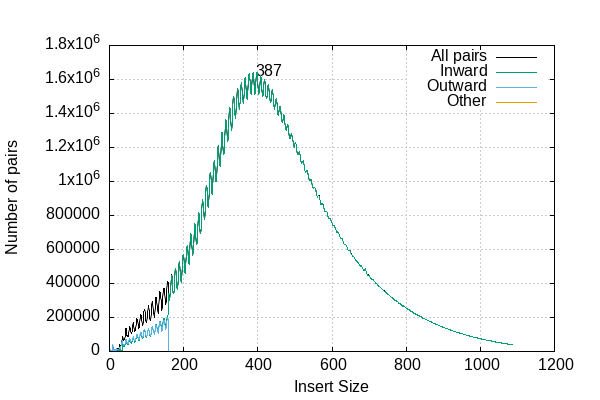 1.8x10^6
1.6x10^6
1.4x10^6
1.2x10^6
1x10^6
800000
600000
400000
200000
0
0 200 400 600 800 1000 1200
Number of pairs
Insert Size
387
All pairs
Inward
Outward
Other